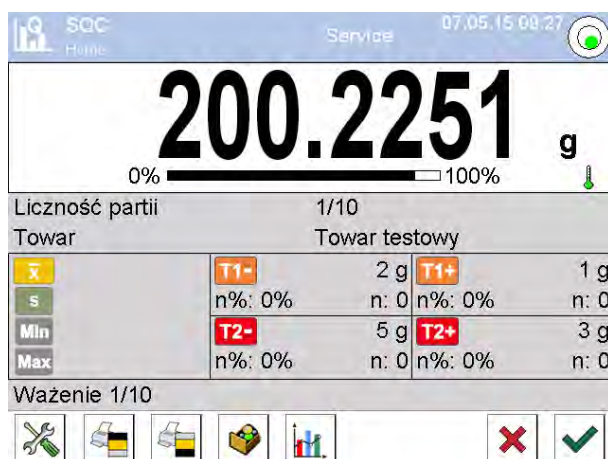 SQC Service 07.05.15 09:27
Home
200.2251 g
0% 100%
Liczność partii 1/10
Towar Towar testowy
x̄ T1- 2 g T1+ 1 g
s n%: 0% n: 0 n%: 0% n: 0
Min T2- 5 g T2+ 3 g
Max n%: 0% n: 0 n%: 0% n: 0
Ważenie 1/10